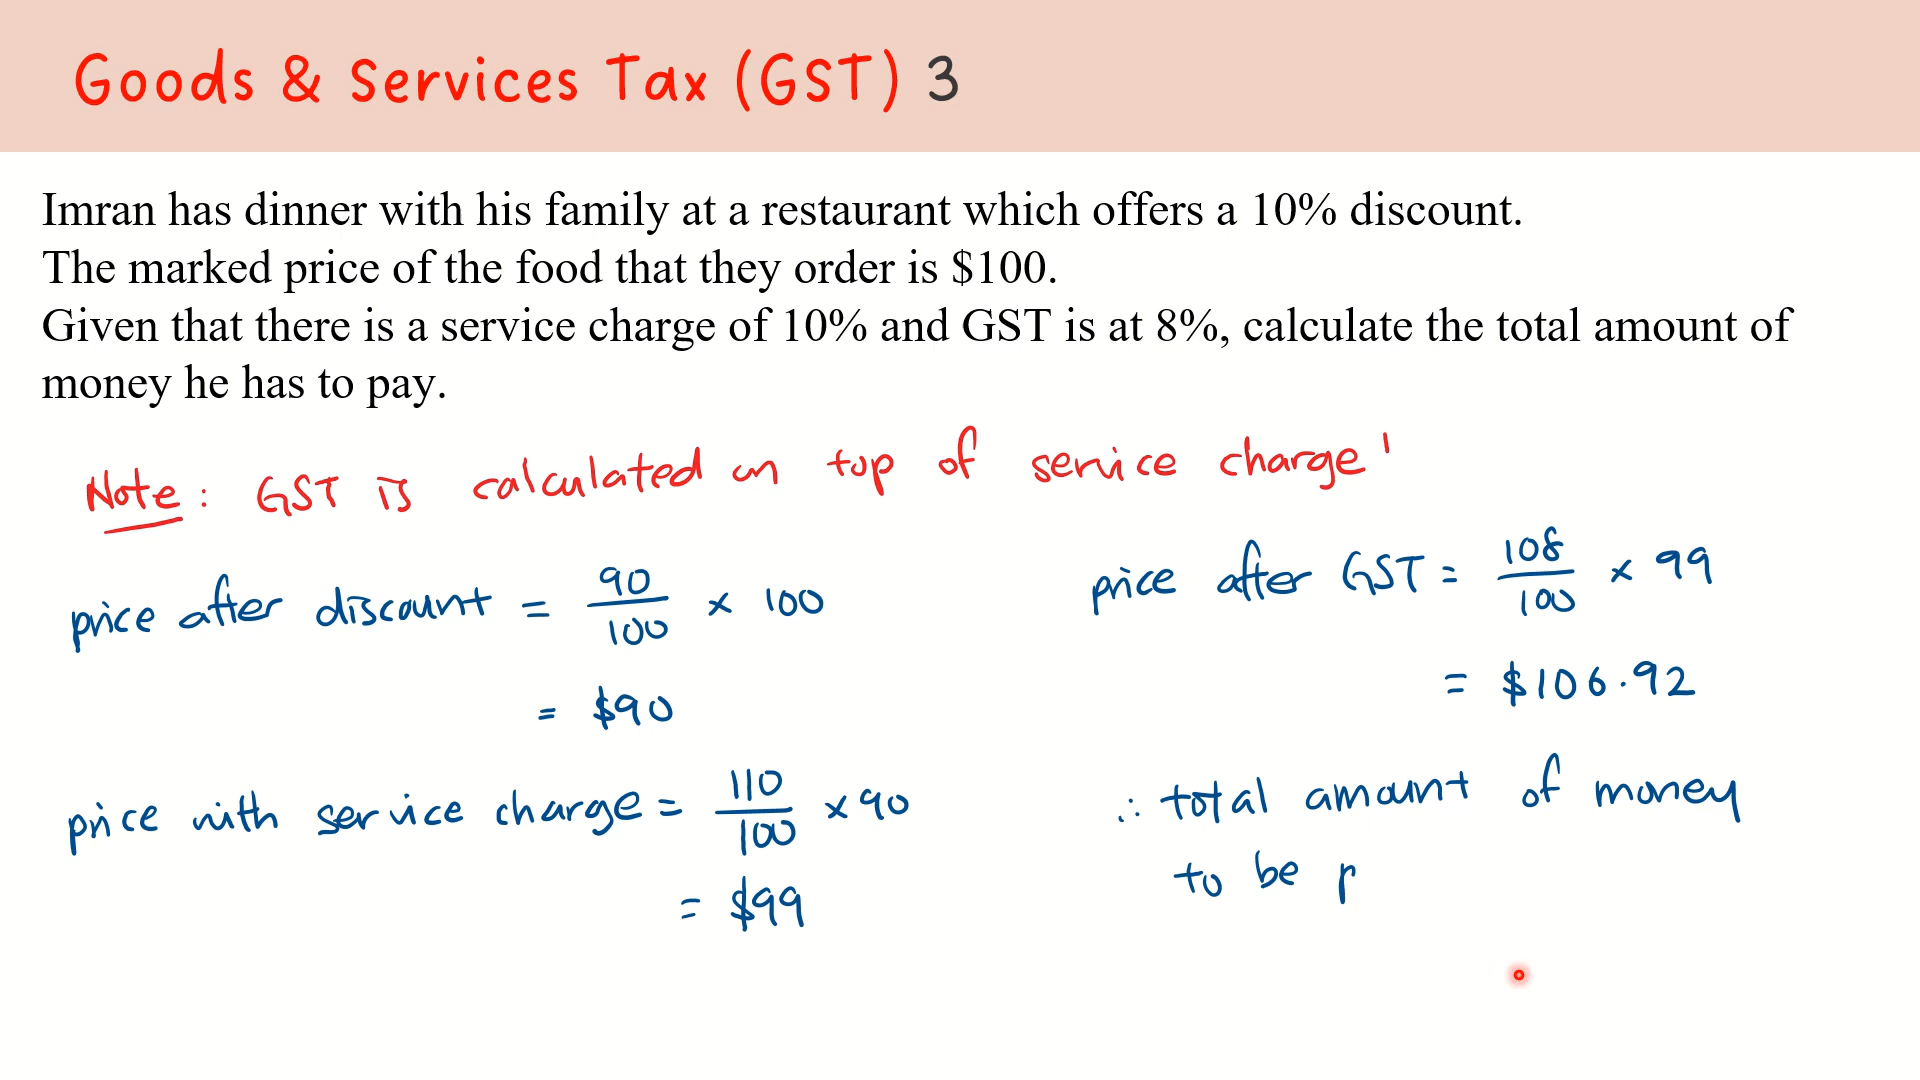 Goods & Services Tax (GST) 3
Imran has dinner with his family at a restaurant which offers a 10% discount.
The marked price of the food that they order is $100.
Given that there is a service charge of 10% and GST is at 8%, calculate the total amount of
money he has to pay.
Note: GST is calculated on top of service charge'
price after discount = 90/100 × 100
= $90
price with service charge = 110/100 × 90
= $99
price after GST = 108/100 × 99
= $106.92
∴ total amount of money
to be p